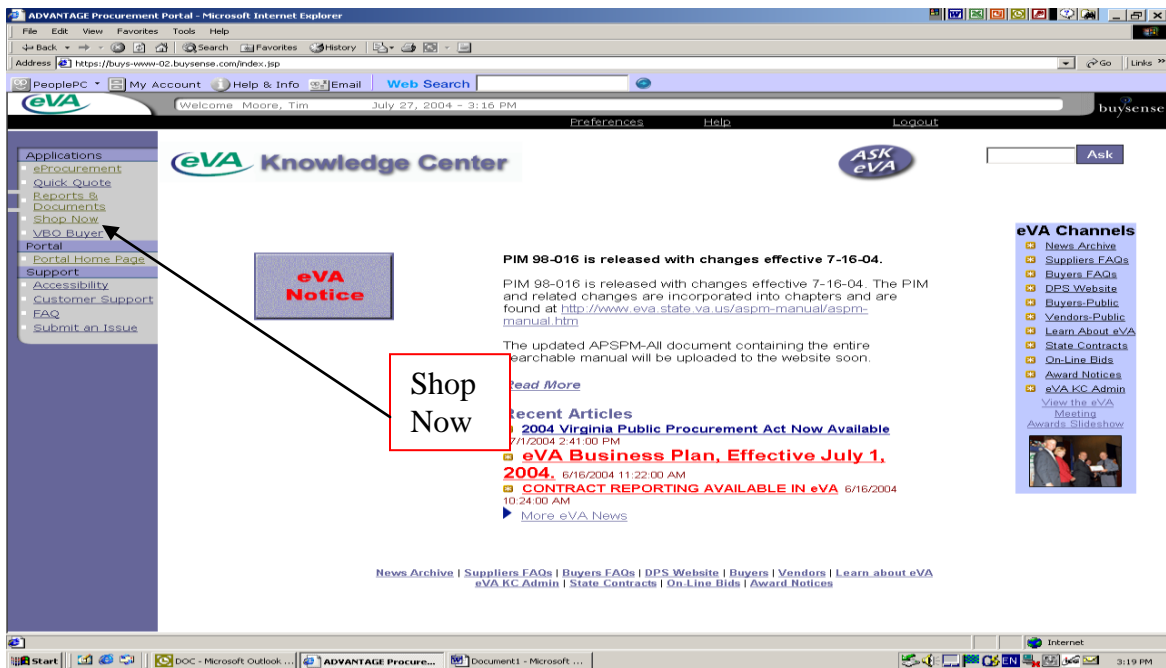 ADVANTAGE Procurement Portal - Microsoft Internet Explorer
File Edit View Favorites Tools Help
Back Search Favorites History
Address https://buys-www-02.buysense.com/index.jsp Go Links »
PeoplePC My Account Help & Info Email Web Search
eVA Welcome Moore, Tim July 27, 2004 - 3:16 PM buysense
Preferences Help Logout
Applications
eProcurement
Quick Quote
Reports &
Documents
Shop Now
VBO Buyer
Portal
Portal Home Page
Support
Accessibility
Customer Support
FAQ
Submit an Issue
eVA Knowledge Center
ASK
eVA
Ask
eVA
Notice
PIM 98-016 is released with changes effective 7-16-04.
PIM 98-016 is released with changes effective 7-16-04. The PIM
and related changes are incorporated into chapters and are
found at http://www.eva.state.va.us/aspm-manual/aspm-
manual.htm
The updated APSPM-All document containing the entire
searchable manual will be uploaded to the website soon.
Read More
Shop
Now
Recent Articles
2004 Virginia Public Procurement Act Now Available
7/1/2004 2:41:00 PM
eVA Business Plan, Effective July 1,
2004. 6/16/2004 11:22:00 AM
CONTRACT REPORTING AVAILABLE IN eVA 6/16/2004
10:24:00 AM
More eVA News
eVA Channels
News Archive
Suppliers FAQs
Buyers FAQs
DPS Website
Buyers-Public
Vendors-Public
Learn About eVA
State Contracts
On-Line Bids
Award Notices
eVA KC Admin
View the eVA
Meeting
Awards Slideshow
News Archive | Suppliers FAQs | Buyers FAQs | DPS Website | Buyers | Vendors | Learn about eVA
eVA KC Admin | State Contracts | On-Line Bids | Award Notices
Internet
Start DOC - Microsoft Outlook ... ADVANTAGE Procure... Document1 - Microsoft ... EN 3:19 PM